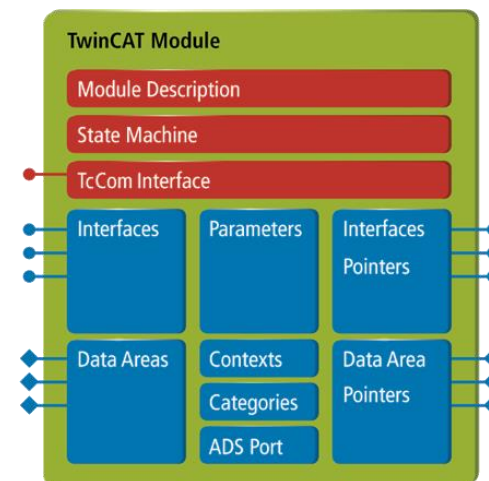 TwinCAT Module
Module Description
State Machine
TcCom Interface
Interfaces
Parameters
Interfaces
Pointers
Data Areas
Contexts
Categories
ADS Port
Data Area
Pointers